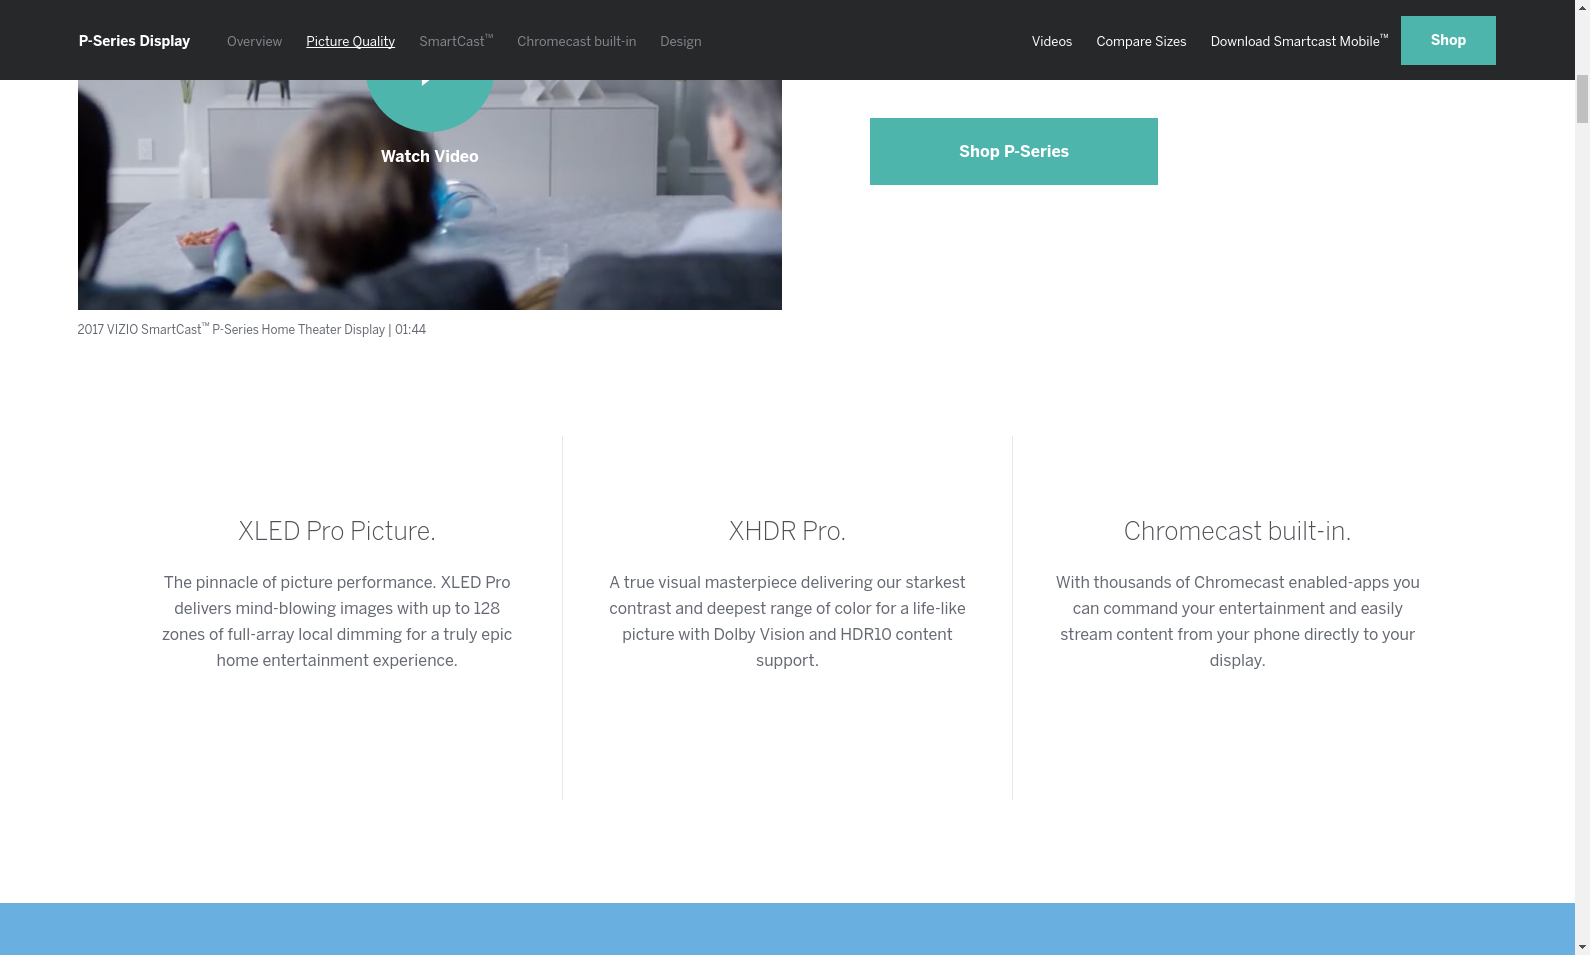 P-Series Display Overview Picture Quality SmartCast™ Chromecast built-in Design Videos Compare Sizes Download Smartcast Mobile™ Shop
Watch Video
Shop P-Series
2017 VIZIO SmartCast™ P-Series Home Theater Display | 01:44
XLED Pro Picture.
The pinnacle of picture performance. XLED Pro
delivers mind-blowing images with up to 128
zones of full-array local dimming for a truly epic
home entertainment experience.
XHDR Pro.
A true visual masterpiece delivering our starkest
contrast and deepest range of color for a life-like
picture with Dolby Vision and HDR10 content
support.
Chromecast built-in.
With thousands of Chromecast enabled-apps you
can command your entertainment and easily
stream content from your phone directly to your
display.